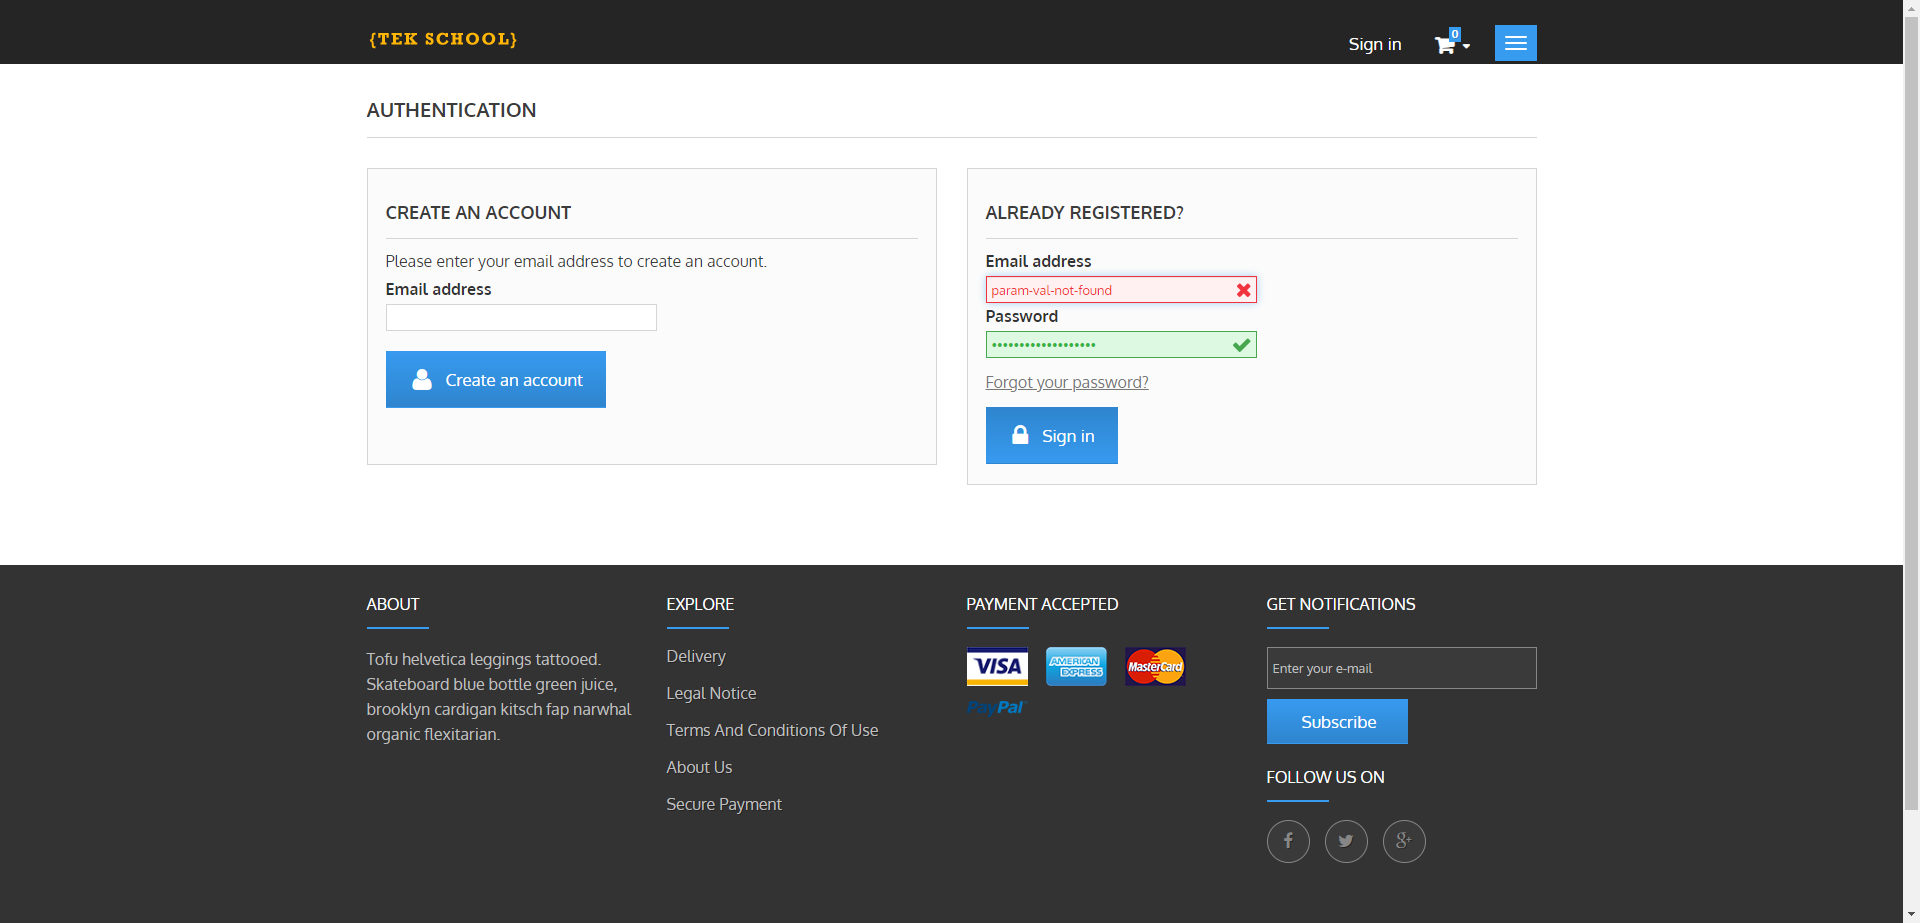 {TEK SCHOOL}
Sign in
0
AUTHENTICATION
CREATE AN ACCOUNT
Please enter your email address to create an account.
Email address
Create an account
ALREADY REGISTERED?
Email address
param-val-not-found
Password
Forgot your password?
Sign in
ABOUT
Tofu helvetica leggings tattooed.
Skateboard blue bottle green juice,
brooklyn cardigan kitsch fap narwhal
organic flexitarian.
EXPLORE
Delivery
Legal Notice
Terms And Conditions Of Use
About Us
Secure Payment
PAYMENT ACCEPTED
VISA
AMERICAN
EXPRESS
MasterCard
PayPal
GET NOTIFICATIONS
Enter your e-mail
Subscribe
FOLLOW US ON